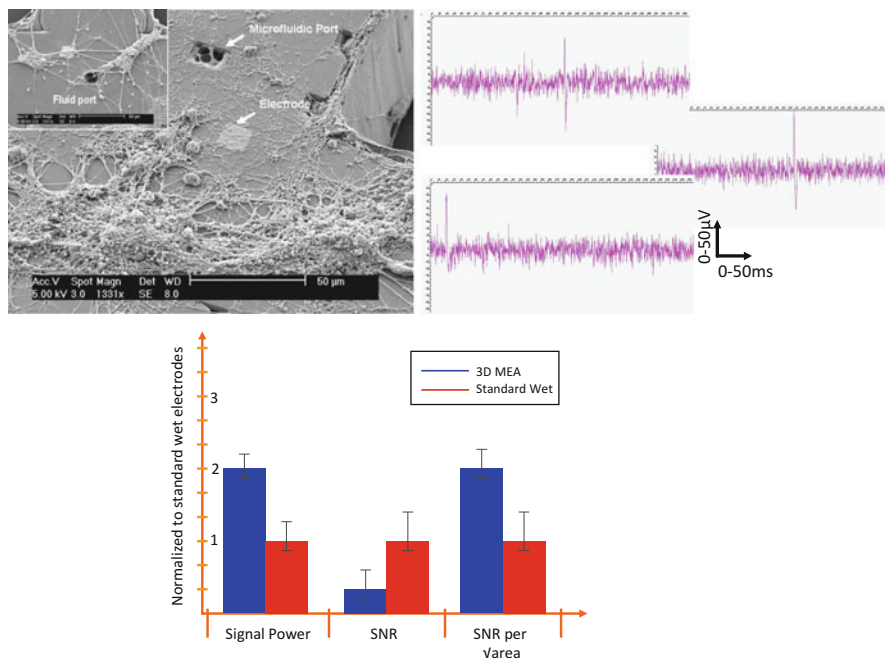 Microfluidic Port
Electrode
Fluid port
Acc.V Spot Magn Det WD
5.00 kV 3.0 1331x SE 8.0
50 µm
0-50µV
0-50ms
Normalized to standard wet electrodes
3
2
1
3D MEA
Standard Wet
Signal Power
SNR
SNR per
√area